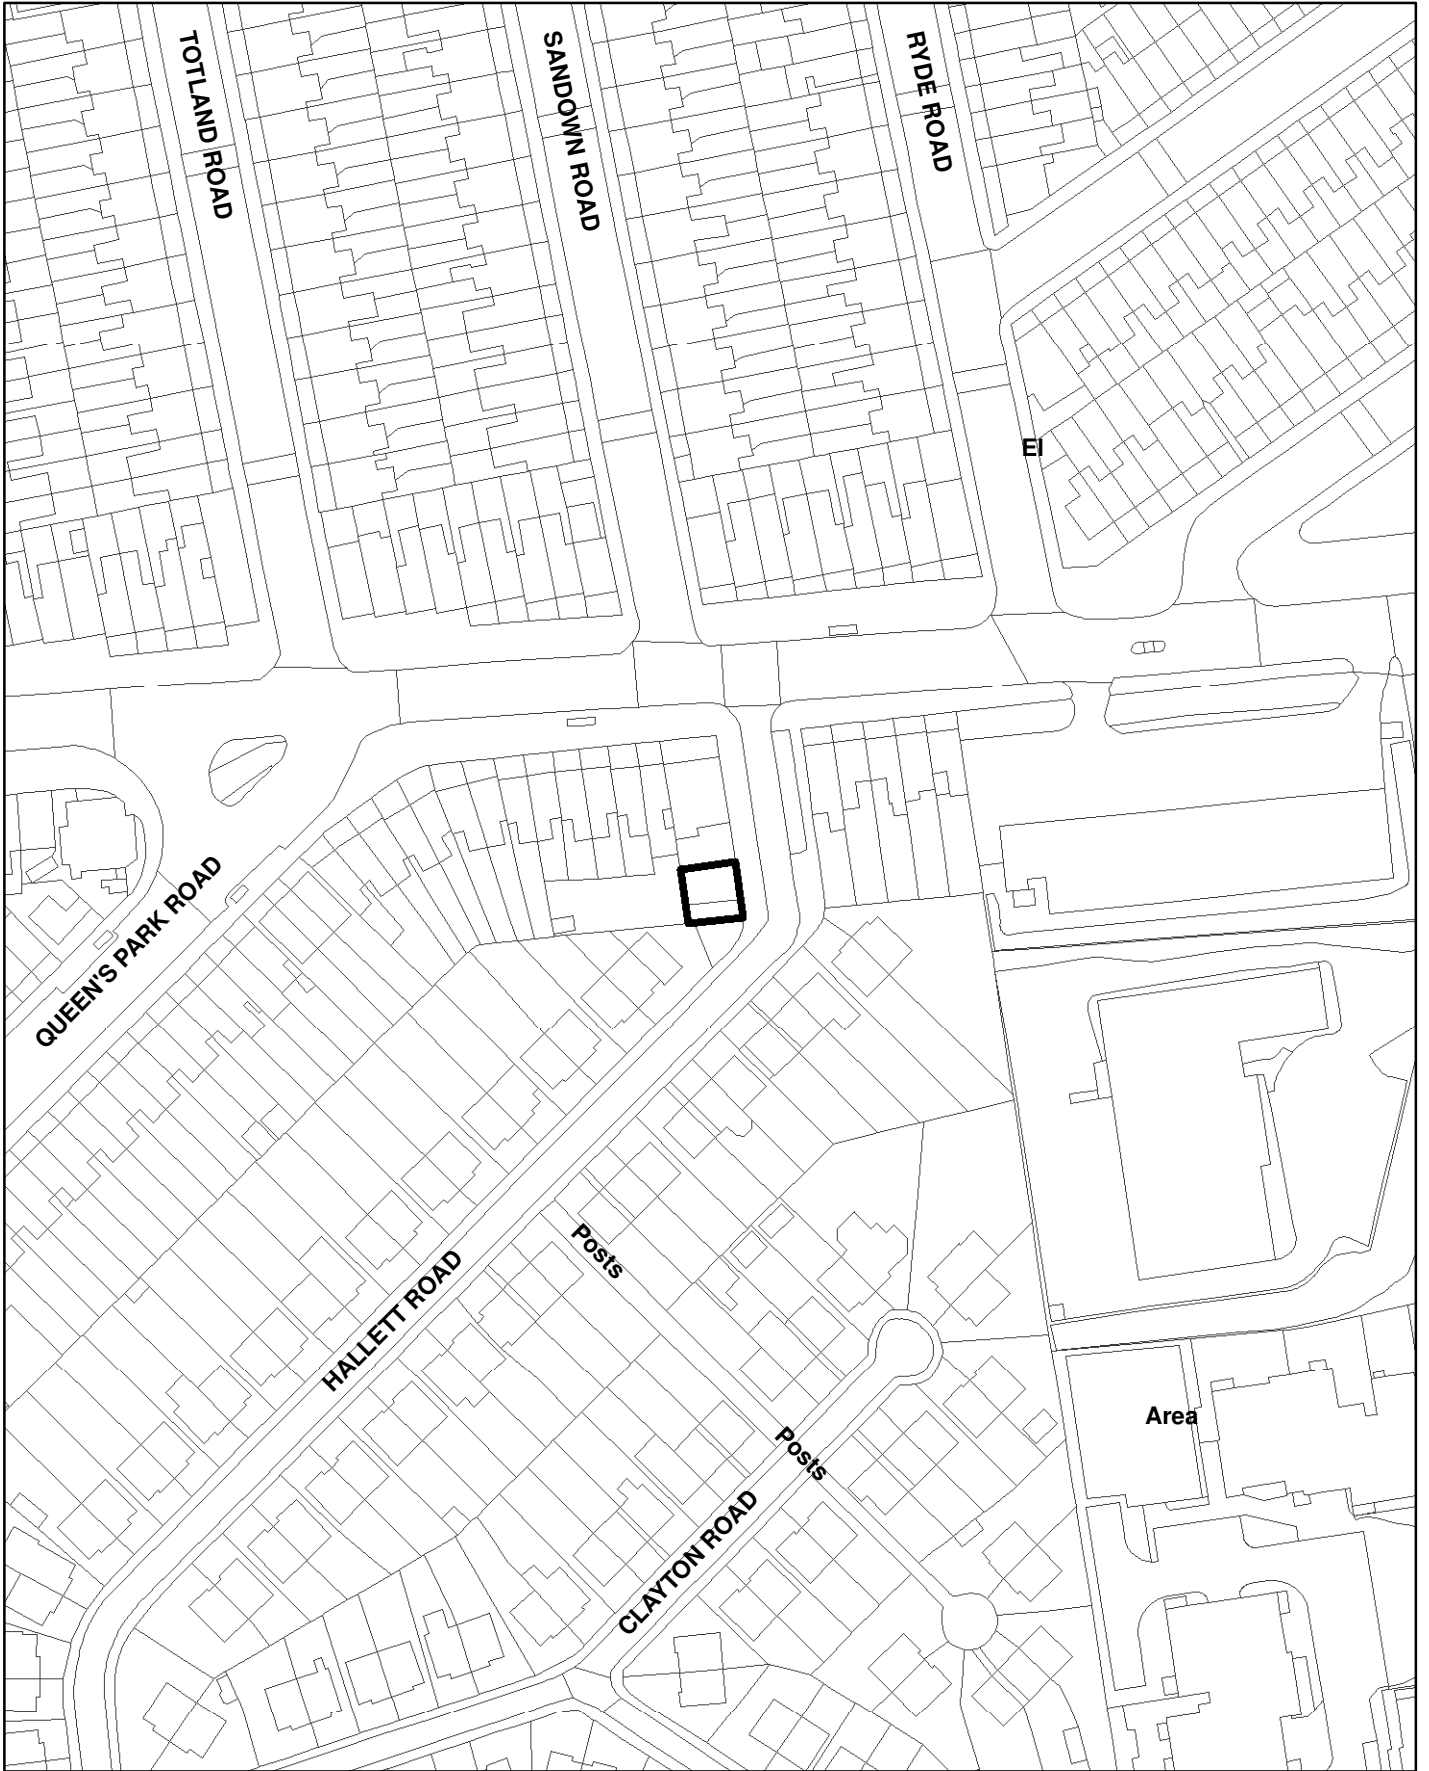 TOTLAND ROAD
SANDOWN ROAD
RYDE ROAD
El
QUEEN'S PARK ROAD
Posts
HALLETT ROAD
Area
Posts
CLAYTON ROAD